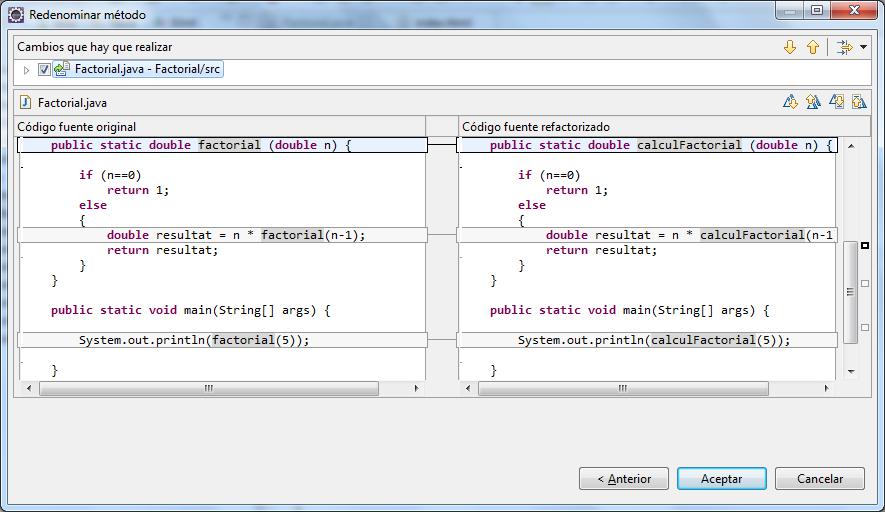 Redenominar método
Cambios que hay que realizar
Factorial.java - Factorial/src
Factorial.java
Código fuente original
public static double factorial (double n) {
if (n==0)
return 1;
else
{
double resultat = n * factorial(n-1);
return resultat;
}
}
public static void main(String[] args) {
System.out.println(factorial(5));
}
Código fuente refactorizado
public static double calculFactorial (double n) {
if (n==0)
return 1;
else
{
double resultat = n * calculFactorial(n-1
return resultat;
}
}
public static void main(String[] args) {
System.out.println(calculFactorial(5));
}
< Anterior
Aceptar
Cancelar